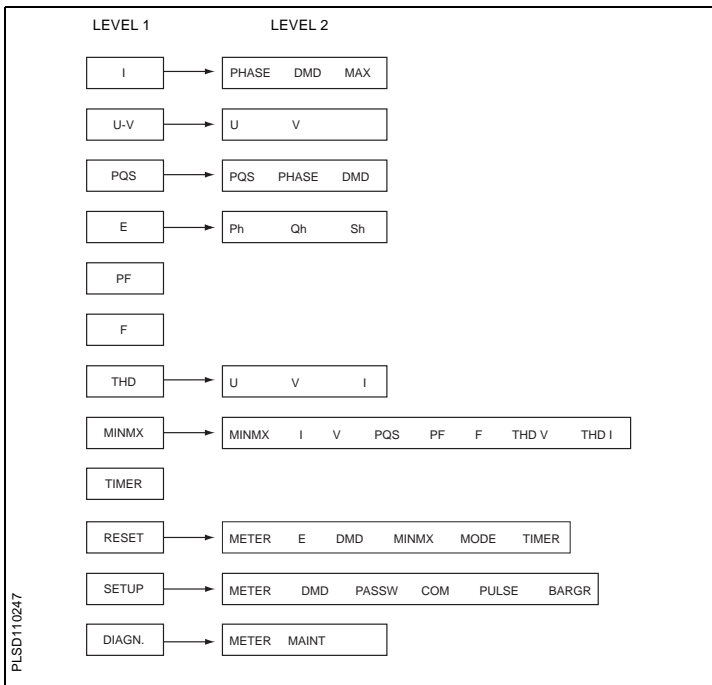 LEVEL 1 LEVEL 2
I PHASE DMD MAX
U-V U V
PQS PQS PHASE DMD
E Ph Qh Sh
PF
F
THD U V I
MINMX MINMX I V PQS PF F THD V THD I
TIMER
RESET METER E DMD MINMX MODE TIMER
SETUP METER DMD PASSW COM PULSE BARGR
DIAGN. METER MAINT
PLSD110247